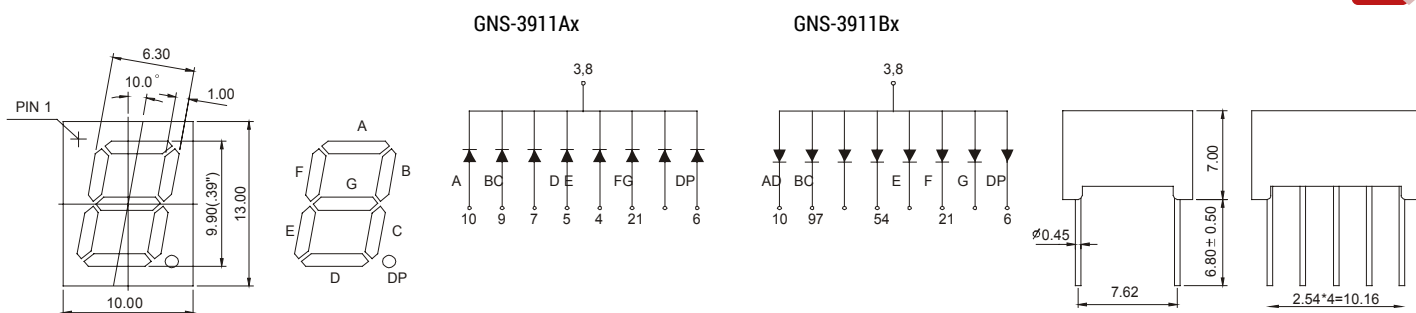 GNS-3911Ax
GNS-3911Bx
6.30
10.0°
1.00
PIN 1
9.90(.39")
13.00
10.00
A
F
B
G
E
C
D
DP
3,8
A BC D E FG DP
10 9 7 5 4 21 6
3,8
AD BC E F G DP
10 97 54 21 6
7.00
6.80± 0.50
Ø0.45
7.62
2.54*4=10.16